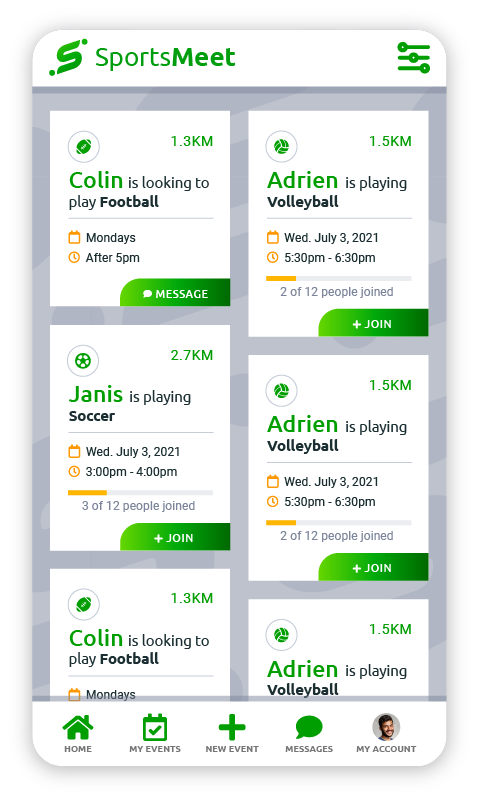 SportsMeet
1.3KM
Colin is looking to
play Football
Mondays
After 5pm
MESSAGE
2.7KM
Janis is playing
Soccer
Wed. July 3, 2021
3:00pm - 4:00pm
3 of 12 people joined
JOIN
1.3KM
Colin is looking to
play Football
Mondays
1.5KM
Adrien is playing
Volleyball
Wed. July 3, 2021
5:30pm - 6:30pm
2 of 12 people joined
JOIN
1.5KM
Adrien is playing
Volleyball
Wed. July 3, 2021
5:30pm - 6:30pm
2 of 12 people joined
JOIN
1.5KM
Adrien is playing
Volleyball
HOME
MY EVENTS
NEW EVENT
MESSAGES
MY ACCOUNT